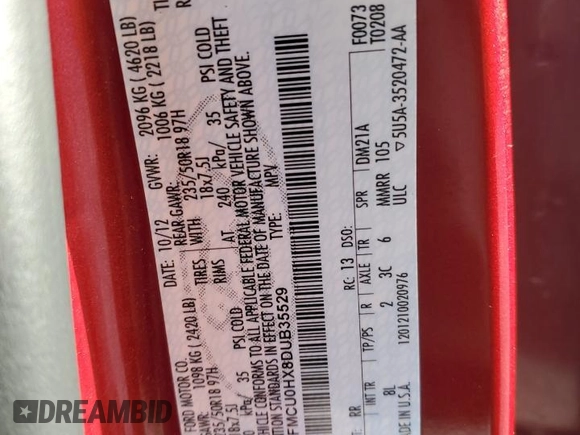 FORD MOTOR CO. DATE: 10/12 GVWR: 2096 KG ( 4620 LB)
1098 KG ( 2420 LB) REAR GAWR: 1006 KG ( 2218 LB)
235/50R18 97H TIRES 235/50R18 97H
18x7.5J WITH RIMS 18x7.5J
kPa/ 35 PSI COLD AT 240 kPa/ 35 PSI COLD
VEHICLE CONFORMS TO ALL APPLICABLE FEDERAL MOTOR VEHICLE SAFETY AND THEFT
STANDARDS IN EFFECT ON THE DATE OF MANUFACTURE SHOWN ABOVE.
FMCU0HX8DUB35529 TYPE: MPV
F0073
T0208
RR RC: 13 DSO:
INT TR TP/PS R AXLE TR SPR DM21A
8L 2 3C 6 MMRR 105
MADE IN U.S.A. 1201210020976 ULC ▽5U5A-3520472-AA
DREAMBID